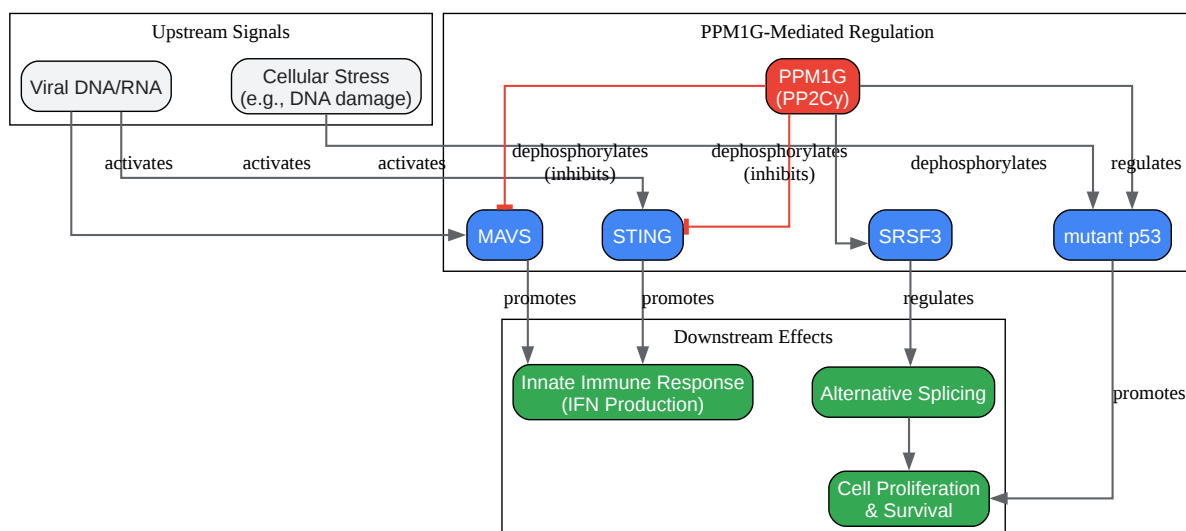 Upstream Signals
PPM1G-Mediated Regulation
Viral DNA/RNA
Cellular Stress
(e.g., DNA damage)
PPM1G
(PP2Cγ)
activates
activates
activates
dephosphorylates
(inhibits)
dephosphorylates
(inhibits)
dephosphorylates
regulates
MAVS
STING
SRSF3
mutant p53
promotes
promotes
regulates
Downstream Effects
Innate Immune Response
(IFN Production)
Alternative Splicing
promotes
Cell Proliferation
& Survival